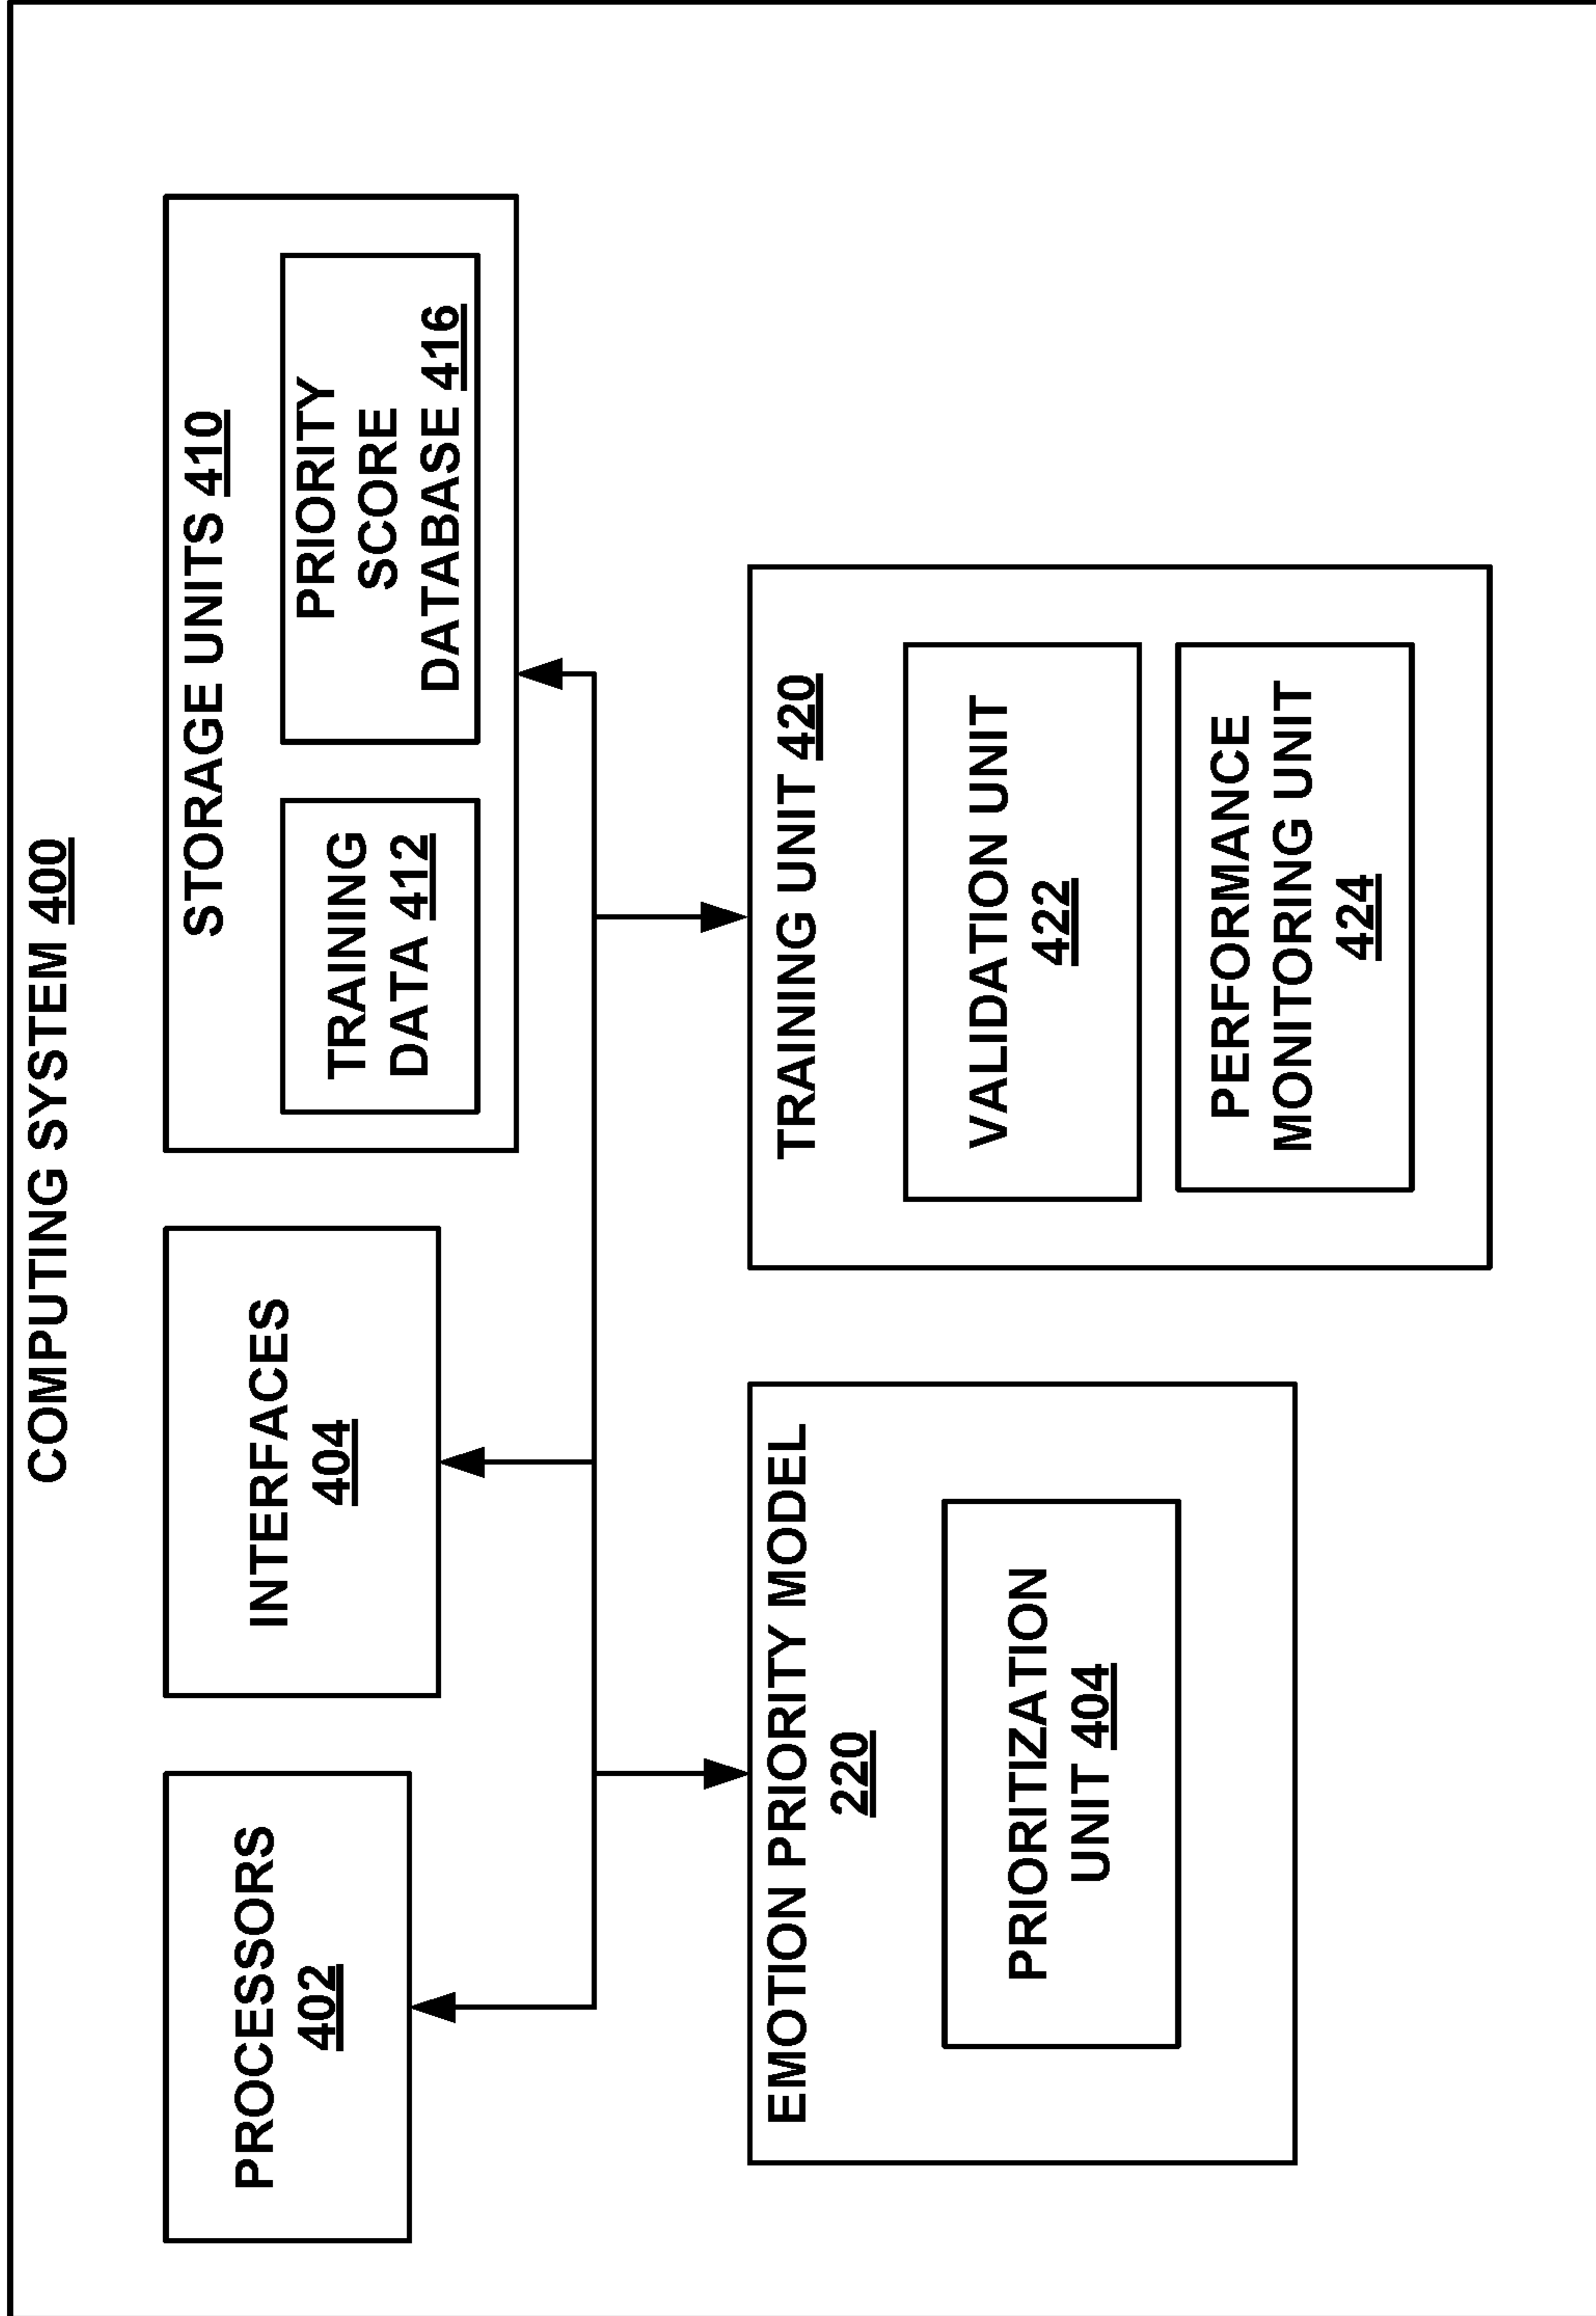 COMPUTING SYSTEM 400
PROCESSORS
402
INTERFACES
404
STORAGE UNITS 410
TRAINING
DATA 412
PRIORITY
SCORE
DATABASE 416
EMOTION PRIORITY MODEL
220
PRIORITIZATION
UNIT 404
TRAINING UNIT 420
VALIDATION UNIT
422
PERFORMANCE
MONITORING UNIT
424